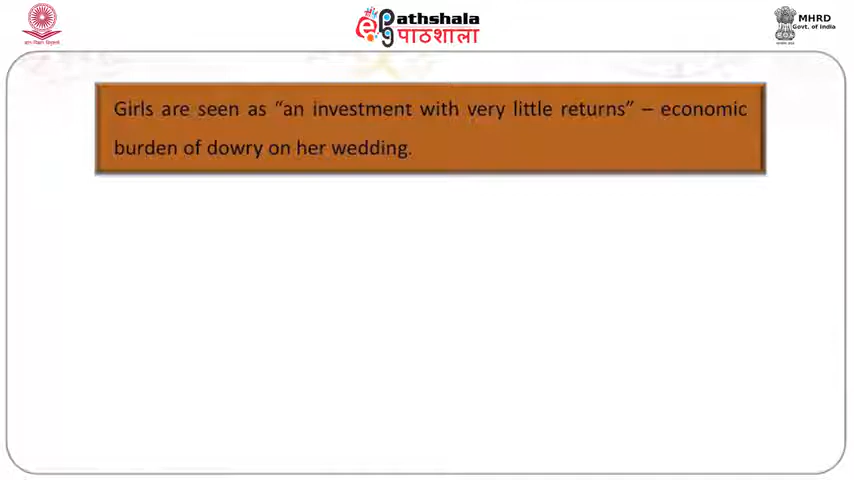 ePathshala
पाठशाला
MHRD
Govt. of India
Girls are seen as “an investment with very little returns” – economic
burden of dowry on her wedding.